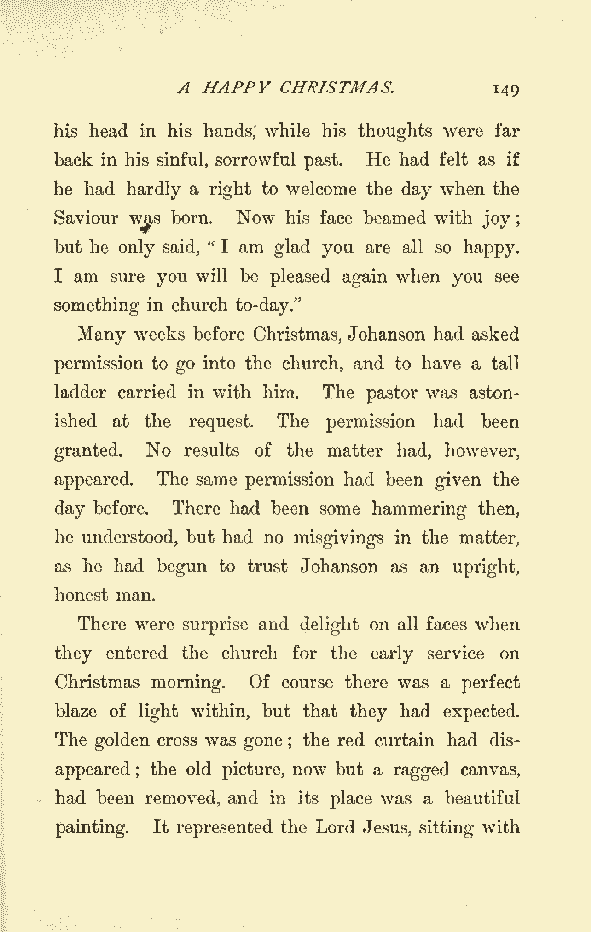 A HAPPY CHRISTMAS. 149
his head in his hands, while his thoughts were far
back in his sinful, sorrowful past. He had felt as if
he had hardly a right to welcome the day when the
Saviour was born. Now his face beamed with joy;
but he only said, "I am glad you are all so happy.
I am sure you will be pleased again when you see
something in church to-day."
Many weeks before Christmas, Johanson had asked
permission to go into the church, and to have a tall
ladder carried in with him. The pastor was aston-
ished at the request. The permission had been
granted. No results of the matter had, however,
appeared. The same permission had been given the
day before. There had been some hammering then,
he understood, but had no misgivings in the matter,
as he had begun to trust Johanson as an upright,
honest man.
There were surprise and delight on all faces when
they entered the church for the early service on
Christmas morning. Of course there was a perfect
blaze of light within, but that they had expected.
The golden cross was gone; the red curtain had dis-
appeared; the old picture, now but a ragged canvas,
had been removed, and in its place was a beautiful
painting. It represented the Lord Jesus, sitting with